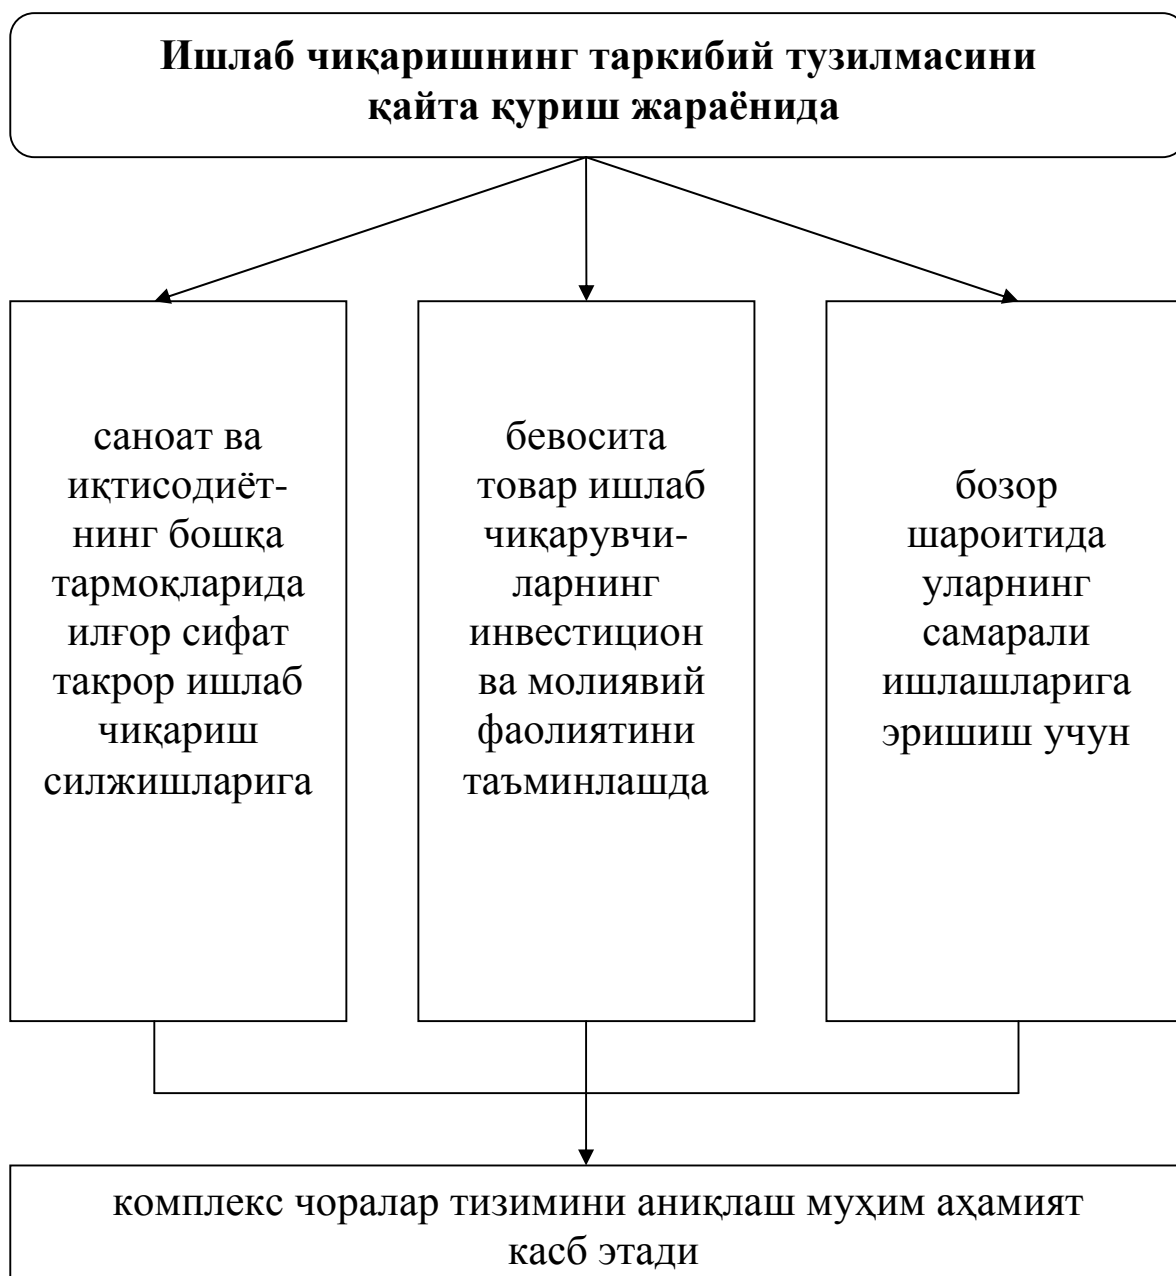 Ишлаб чиқаришнинг таркибий тузилмасини
қайта қуриш жараёнида
саноат ва
иқтисодиёт-
нинг бошқа
тармоқларида
илғор сифат
такрор ишлаб
чиқариш
силжишларига
бевосита
товар ишлаб
чиқарувчи-
ларнинг
инвестицион
ва молиявий
фаолиятини
таъминлашда
бозор
шароитида
уларнинг
самарали
ишлашларига
эришиш учун
комплекс чоралар тизимини аниқлаш муҳим аҳамият
касб этади